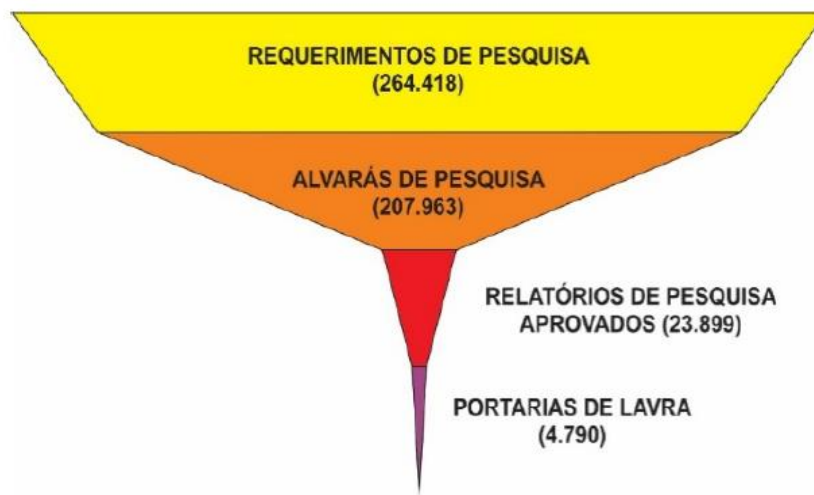 REQUERIMENTOS DE PESQUISA
(264.418)
ALVARÁS DE PESQUISA
(207.963)
RELATÓRIOS DE PESQUISA
APROVADOS (23.899)
PORTARIAS DE LAVRA
(4.790)